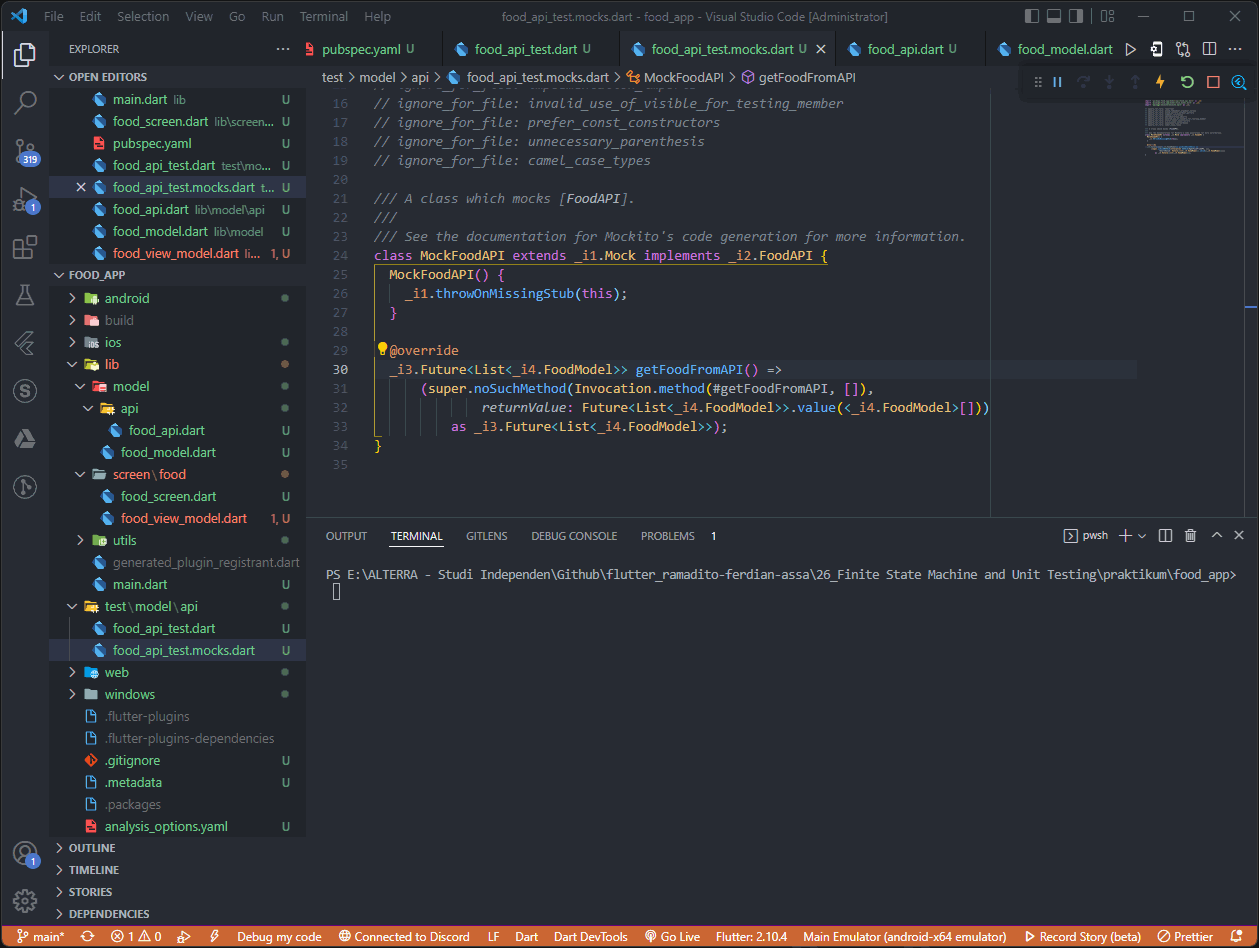 File Edit Selection View Go Run Terminal Help food_api_test.mocks.dart - food_app - Visual Studio Code [Administrator]
EXPLORER
pubspec.yaml U food_api_test.dart U food_api_test.mocks.dart U food_api.dart U food_model.dart
test > model > api > food_api_test.mocks.dart > MockFoodAPI > getFoodFromAPI
OPEN EDITORS
main.dart lib U
food_screen.dart lib\screen... U
pubspec.yaml U
food_api_test.dart test\mo... U
food_api_test.mocks.dart t... U
food_api.dart lib\model\api U
food_model.dart lib\model U
food_view_model.dart li... 1, U
FOOD_APP
android
build
ios
lib
model
api
food_api.dart U
food_model.dart U
screen\food
food_screen.dart U
food_view_model.dart 1, U
utils
generated_plugin_registrant.dart
main.dart U
test\model\api
food_api_test.dart U
food_api_test.mocks.dart U
web
windows
.flutter-plugins
.flutter-plugins-dependencies
.gitignore U
.metadata U
.packages
analysis_options.yaml U
OUTLINE
TIMELINE
STORIES
DEPENDENCIES
319
1
1
16 // ignore_for_file: invalid_use_of_visible_for_testing_member
17 // ignore_for_file: prefer_const_constructors
18 // ignore_for_file: unnecessary_parenthesis
19 // ignore_for_file: camel_case_types
20
21 /// A class which mocks [FoodAPI].
22 ///
23 /// See the documentation for Mockito's code generation for more information.
24 class MockFoodAPI extends _i1.Mock implements _i2.FoodAPI {
25 MockFoodAPI() {
26 _i1.throwOnMissingStub(this);
27 }
28
29 @override
30 _i3.Future<List<_i4.FoodModel>> getFoodFromAPI() =>
31 (super.noSuchMethod(Invocation.method(#getFoodFromAPI, []),
32 returnValue: Future<List<_i4.FoodModel>>.value(<_i4.FoodModel>[]))
33 as _i3.Future<List<_i4.FoodModel>>);
34 }
35
OUTPUT TERMINAL GITLENS DEBUG CONSOLE PROBLEMS 1 pwsh
PS E:\ALTERRA - Studi Independen\Github\flutter_ramadito-ferdian-assa\26_Finite State Machine and Unit Testing\praktikum\food_app>
main* 1 0 Debug my code Connected to Discord LF Dart Dart DevTools Go Live Flutter: 2.10.4 Main Emulator (android-x64 emulator) Record Story (beta) Prettier